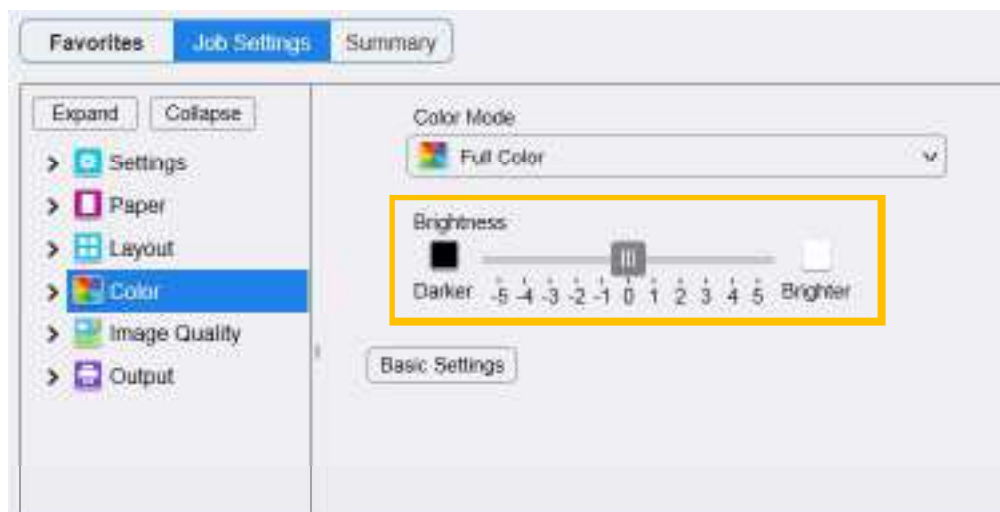 Favorites Job Settings Summary
Expand Collapse
Settings
Paper
Layout
Color
Image Quality
Output
Color Mode
Full Color
Brightness
Darker -5 -4 -3 -2 -1 0 1 2 3 4 5 Brighter
Basic Settings